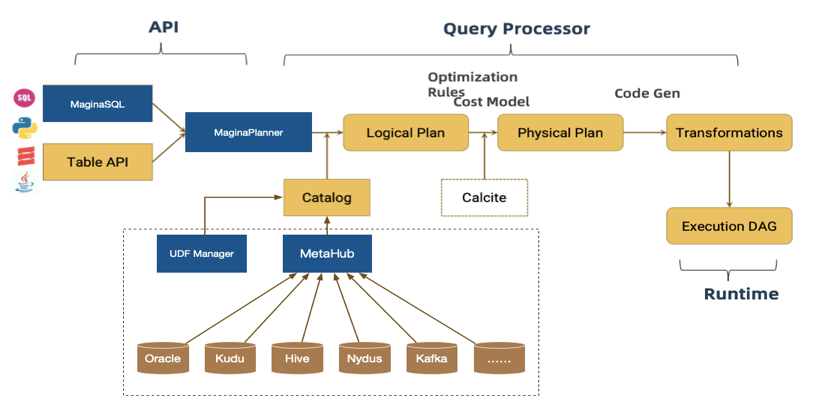 API
Query Processor
Optimization
Rules
Cost Model
Code Gen
SQL
MaginaSQL
Table API
MaginaPlanner
Logical Plan
Physical Plan
Transformations
Catalog
Calcite
Execution DAG
UDF Manager
MetaHub
Runtime
Oracle
Kudu
Hive
Nydus
Kafka
......